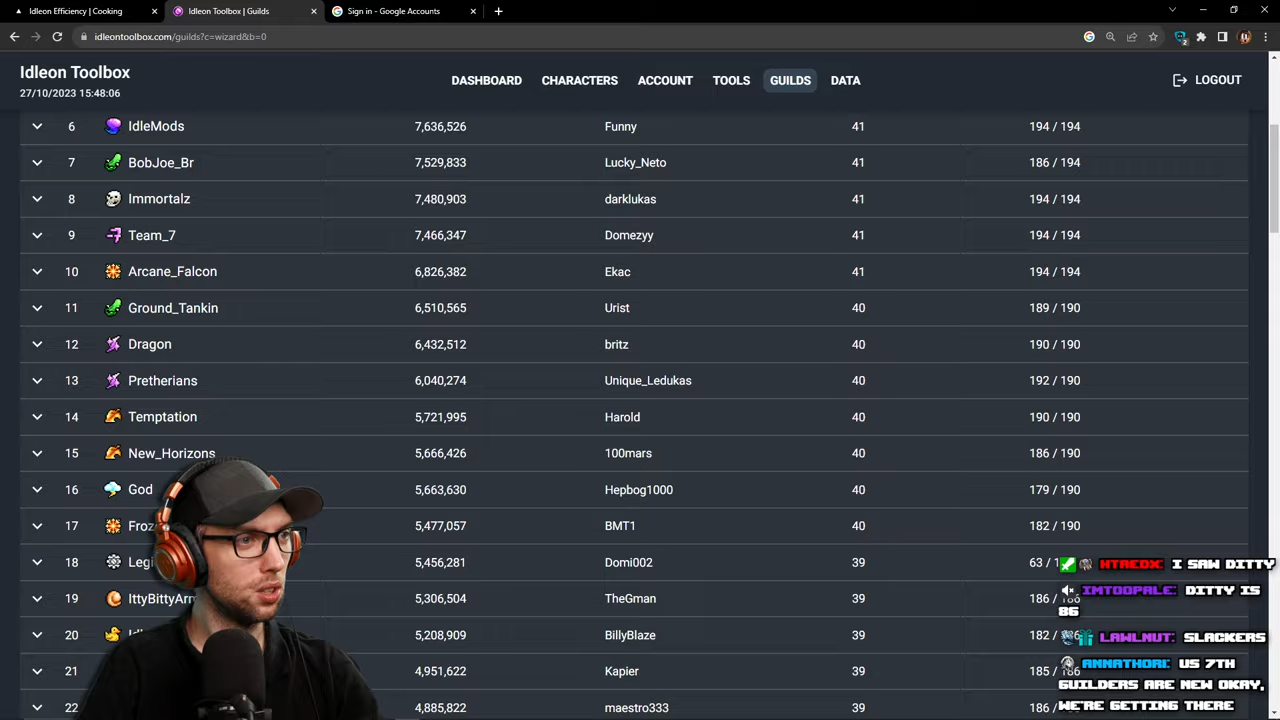 Idleon Efficiency | Cooking
Idleon Toolbox | Guilds
Sign in - Google Accounts
idleontoolbox.com/guilds?c=wizard&b=0
2
Idleon Toolbox
27/10/2023 15:48:06
DASHBOARD CHARACTERS ACCOUNT TOOLS GUILDS DATA
LOGOUT
6 IdleMods 7,636,526 Funny 41 194 / 194
7 BobJoe_Br 7,529,833 Lucky_Neto 41 186 / 194
8 Immortalz 7,480,903 darklukas 41 194 / 194
9 Team_7 7,466,347 Domezyy 41 194 / 194
10 Arcane_Falcon 6,826,382 Ekac 41 194 / 194
11 Ground_Tankin 6,510,565 Urist 40 189 / 190
12 Dragon 6,432,512 britz 40 190 / 190
13 Pretherians 6,040,274 Unique_Ledukas 40 192 / 190
14 Temptation 5,721,995 Harold 40 190 / 190
15 New_Horizons 5,666,426 100mars 40 186 / 190
16 God 5,663,630 Hepbog1000 40 179 / 190
17 Froz 5,477,057 BMT1 40 182 / 190
18 Legi 5,456,281 Domi002 39 63 /
19 IttyBittyArm 5,306,104 TheGman 39 186 /
20 5,208,909 BillyBlaze 39 182 /
21 4,951,622 Kapier 39 185 /
22 4,885,822 maestro333 39 186 /
HTREDX: I SAW DITTY
IMTOOPALE: DITTY IS
86
LAWLNUT: SLACKERS
ANNATHORI: US 7TH
GUILDERS ARE NEW OKAY,
WE'RE GETTING THERE